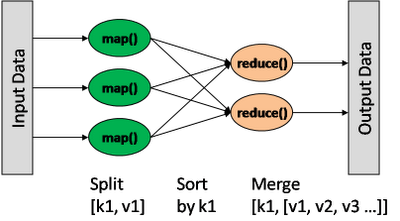 Input Data
map()
map()
map()
reduce()
reduce()
Output Data
Split
[k1, v1]
Sort
by k1
Merge
[k1, [v1, v2, v3 ...]]